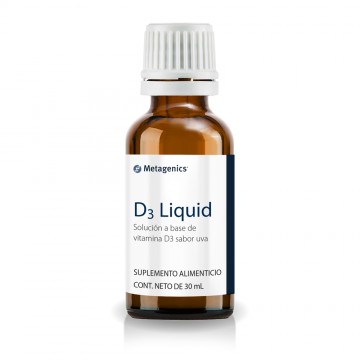 Metagenics®
D₃ Liquid
Solución a base de
vitamina D3 sabor uva
SUPLEMENTO ALIMENTICIO
CONT. NETO DE 30 mL